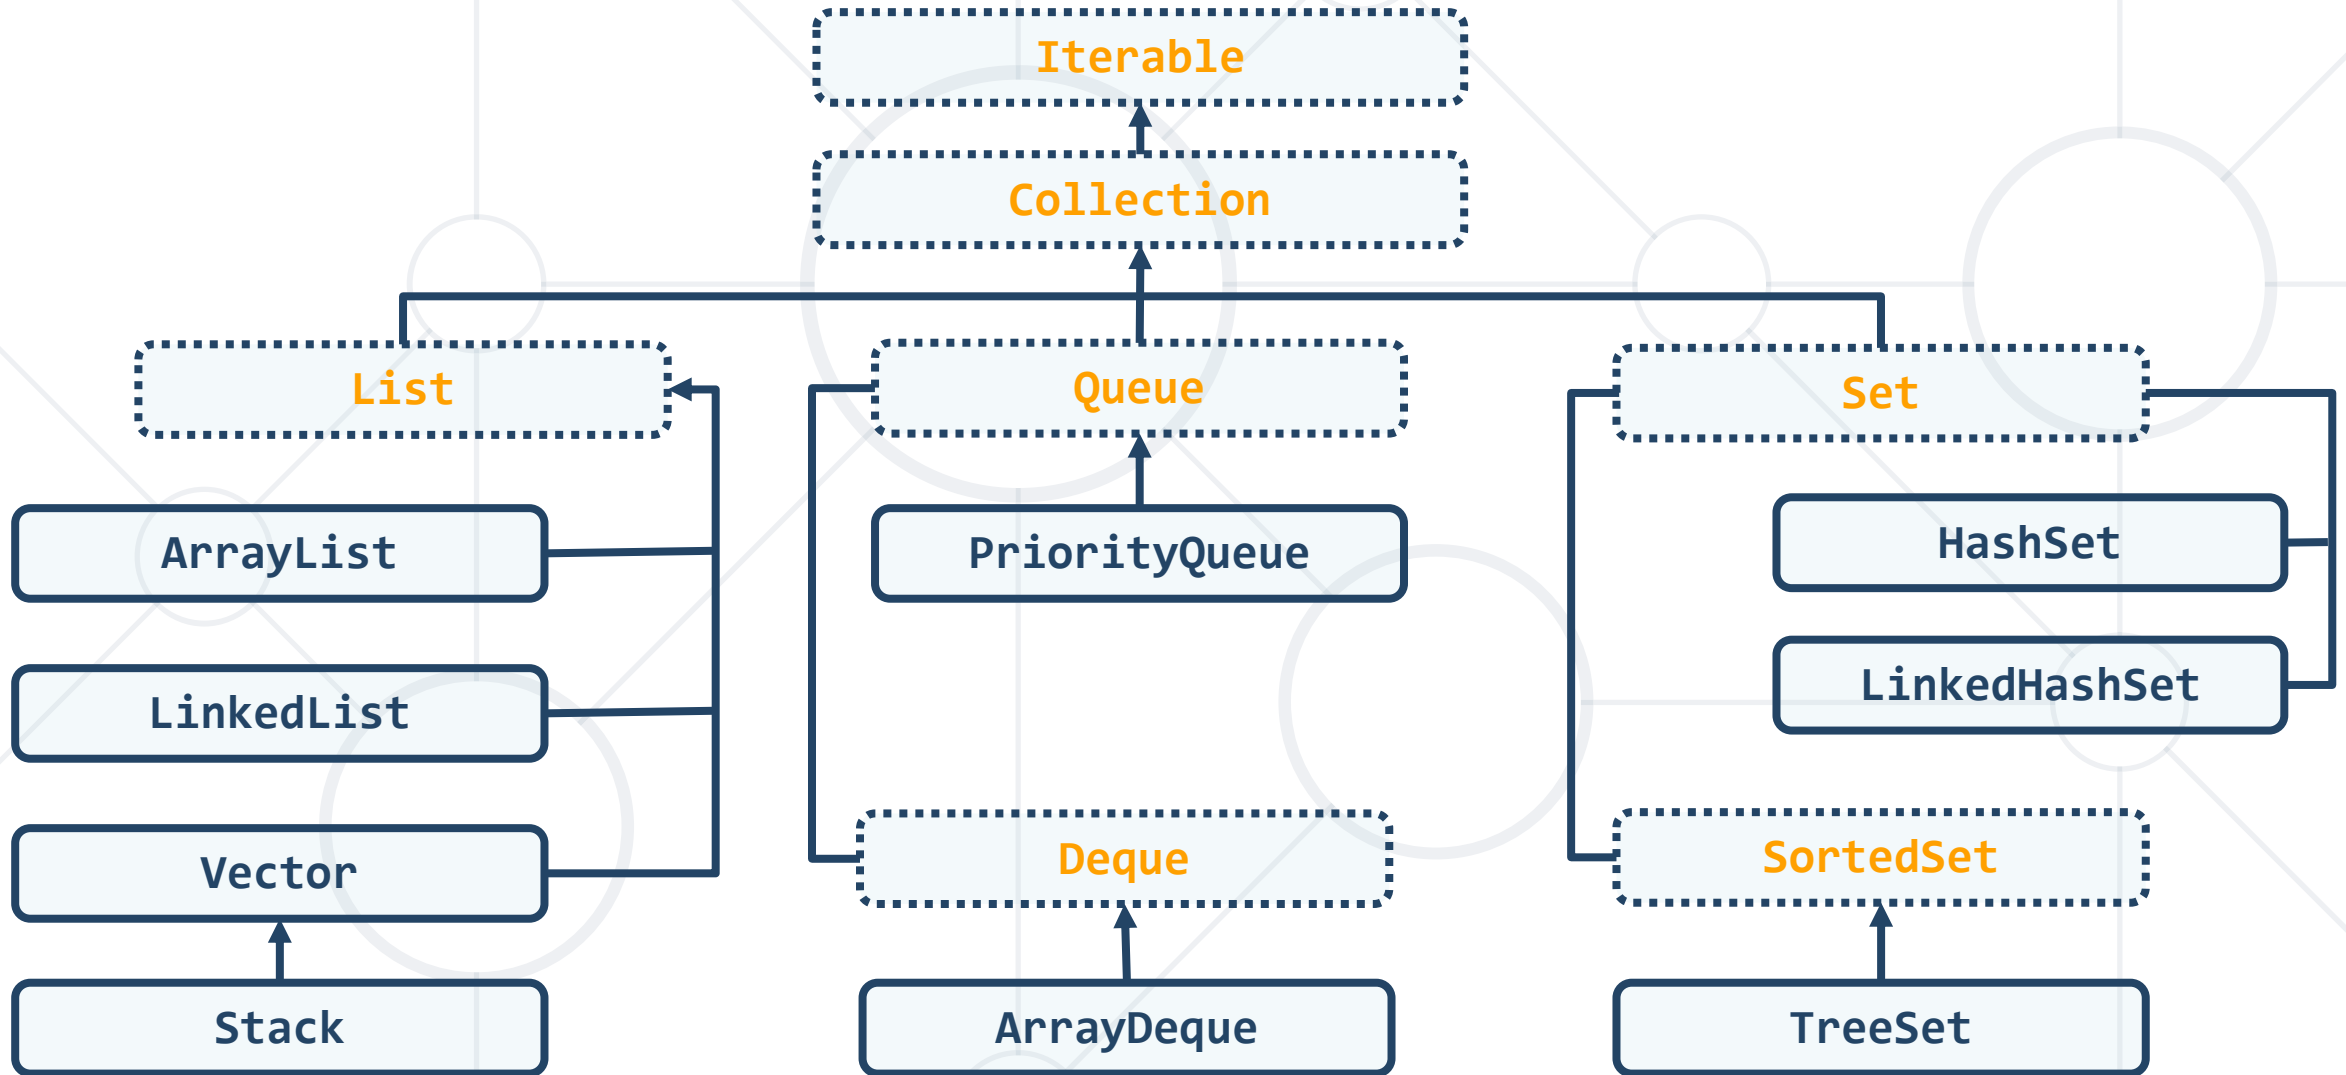 Iterable
Collection
List
Queue
Set
ArrayList
PriorityQueue
HashSet
LinkedList
LinkedHashSet
Vector
Deque
SortedSet
Stack
ArrayDeque
TreeSet